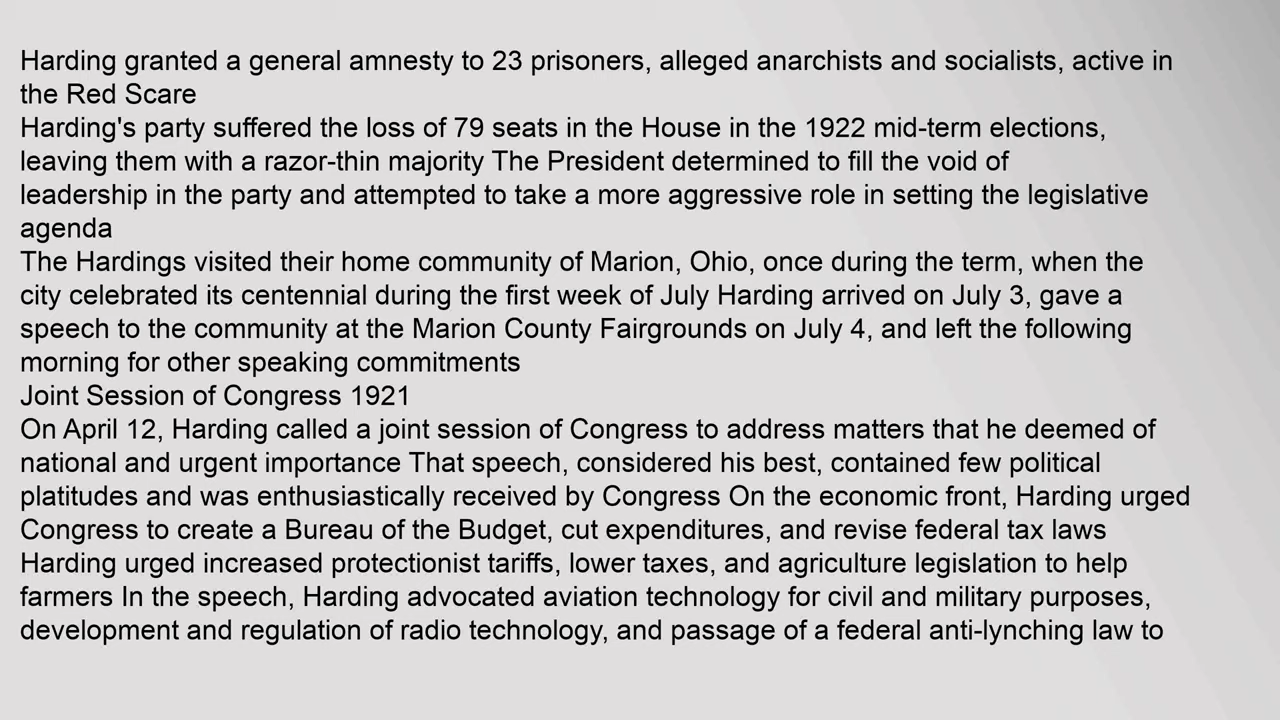 Harding granted a general amnesty to 23 prisoners, alleged anarchists and socialists, active in
the Red Scare
Harding's party suffered the loss of 79 seats in the House in the 1922 mid-term elections,
leaving them with a razor-thin majority The President determined to fill the void of
leadership in the party and attempted to take a more aggressive role in setting the legislative
agenda
The Hardings visited their home community of Marion, Ohio, once during the term, when the
city celebrated its centennial during the first week of July Harding arrived on July 3, gave a
speech to the community at the Marion County Fairgrounds on July 4, and left the following
morning for other speaking commitments
Joint Session of Congress 1921
On April 12, Harding called a joint session of Congress to address matters that he deemed of
national and urgent importance That speech, considered his best, contained few political
platitudes and was enthusiastically received by Congress On the economic front, Harding urged
Congress to create a Bureau of the Budget, cut expenditures, and revise federal tax laws
Harding urged increased protectionist tariffs, lower taxes, and agriculture legislation to help
farmers In the speech, Harding advocated aviation technology for civil and military purposes,
development and regulation of radio technology, and passage of a federal anti-lynching law to